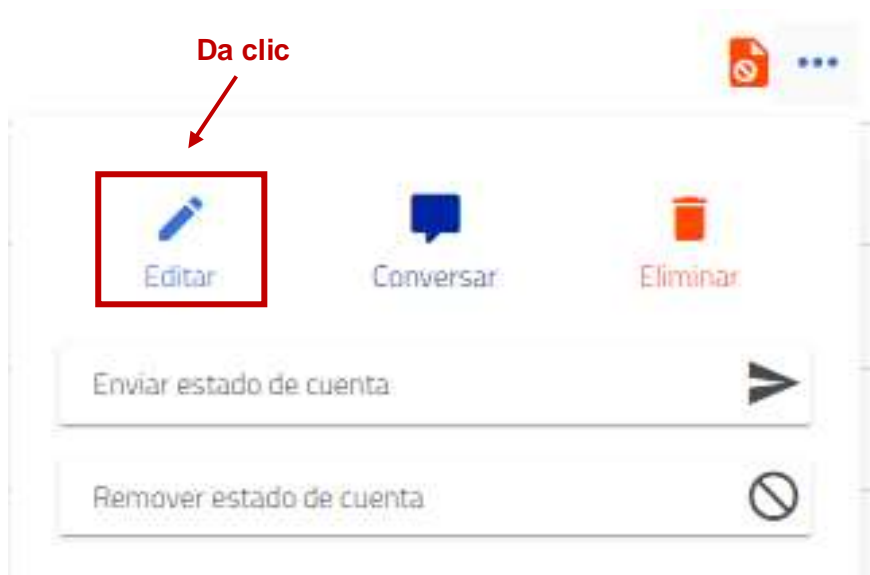 Da clic
Editar
Conversar
Eliminar
Enviar estado de cuenta
Remover estado de cuenta